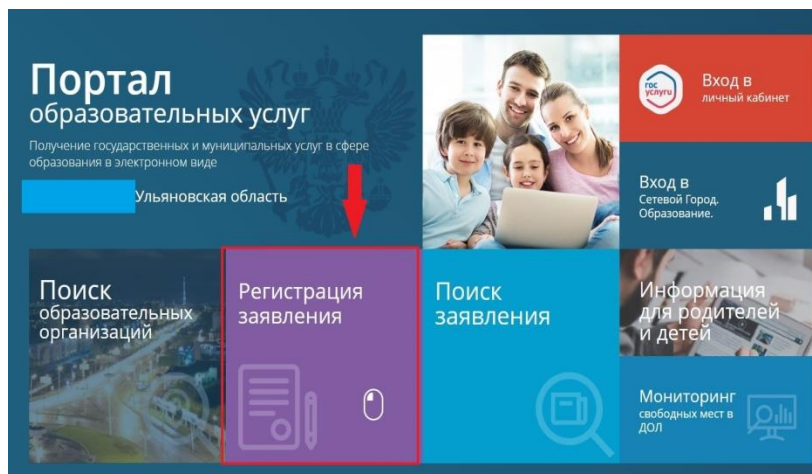 Портал
образовательных услуг
Получение государственных и муниципальных услуг в сфере
образования в электронном виде
Ульяновская область
гос
услуги
Вход в
личный кабинет
Вход в
Сетевой Город.
Образование.
Поиск
образовательных
организаций
Регистрация
заявления
Поиск
заявления
Информация
для родителей
и детей
Мониторинг
свободных мест в
ДОЛ